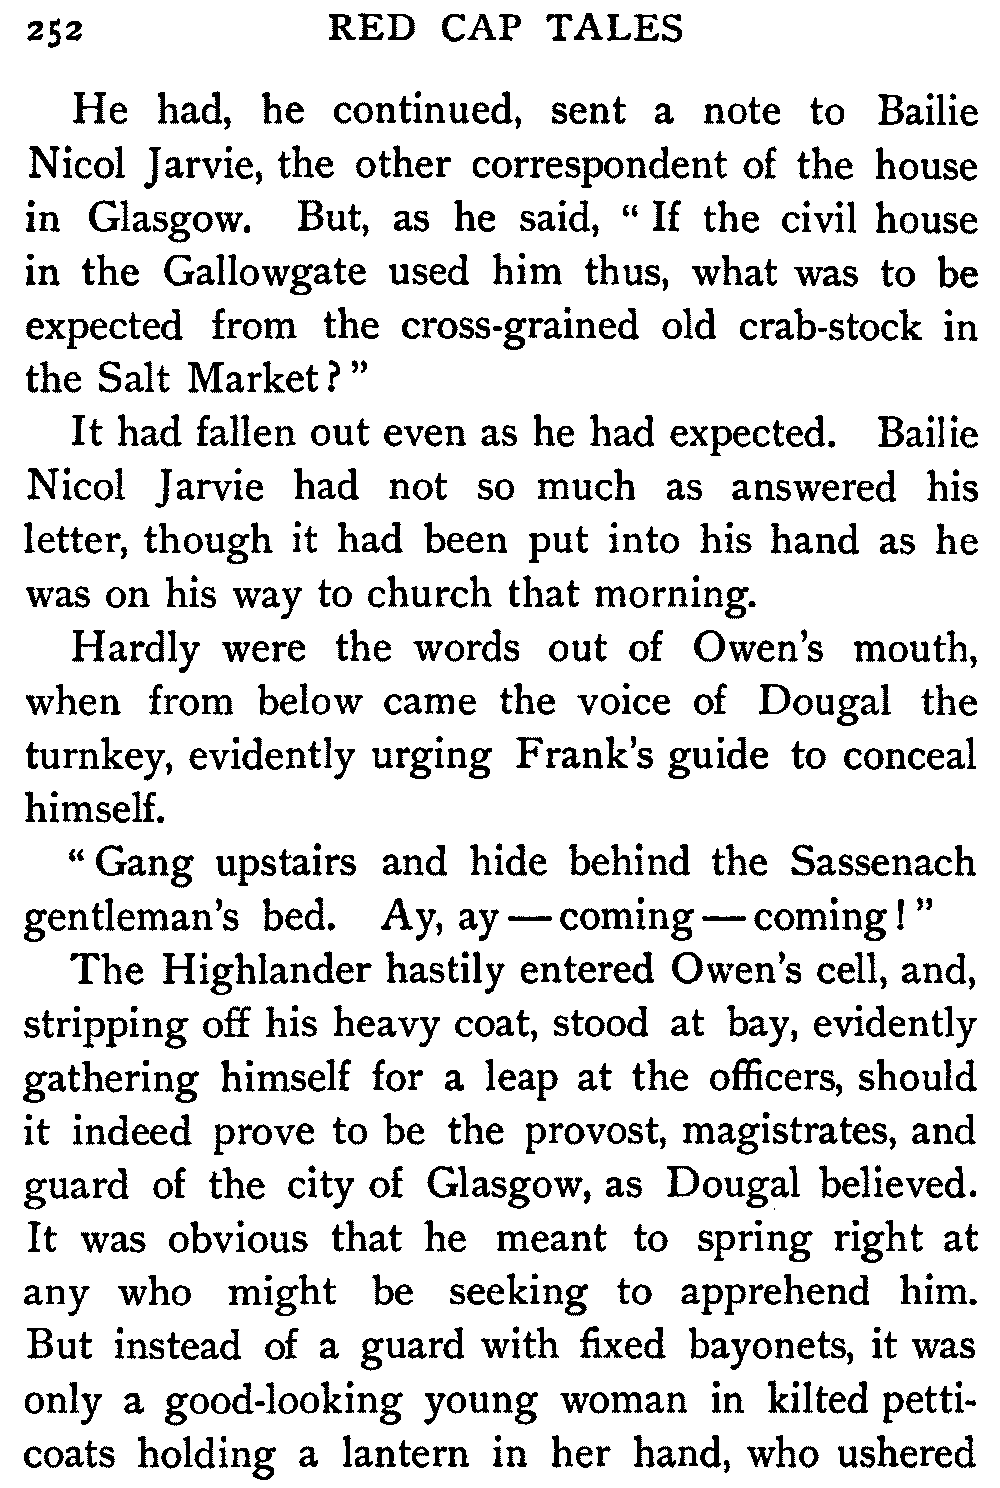 252 RED CAP TALES
He had, he continued, sent a note to Bailie
Nicol Jarvie, the other correspondent of the house
in Glasgow. But, as he said, “ If the civil house
in the Gallowgate used him thus, what was to be
expected from the cross-grained old crab-stock in
the Salt Market? ”
It had fallen out even as he had expected. Bailie
Nicol Jarvie had not so much as answered his
letter, though it had been put into his hand as he
was on his way to church that morning.
Hardly were the words out of Owen's mouth,
when from below came the voice of Dougal the
turnkey, evidently urging Frank's guide to conceal
himself.
“ Gang upstairs and hide behind the Sassenach
gentleman's bed. Ay, ay — coming — coming! ”
The Highlander hastily entered Owen's cell, and,
stripping off his heavy coat, stood at bay, evidently
gathering himself for a leap at the officers, should
it indeed prove to be the provost, magistrates, and
guard of the city of Glasgow, as Dougal believed.
It was obvious that he meant to spring right at
any who might be seeking to apprehend him.
But instead of a guard with fixed bayonets, it was
only a good-looking young woman in kilted petti-
coats holding a lantern in her hand, who ushered